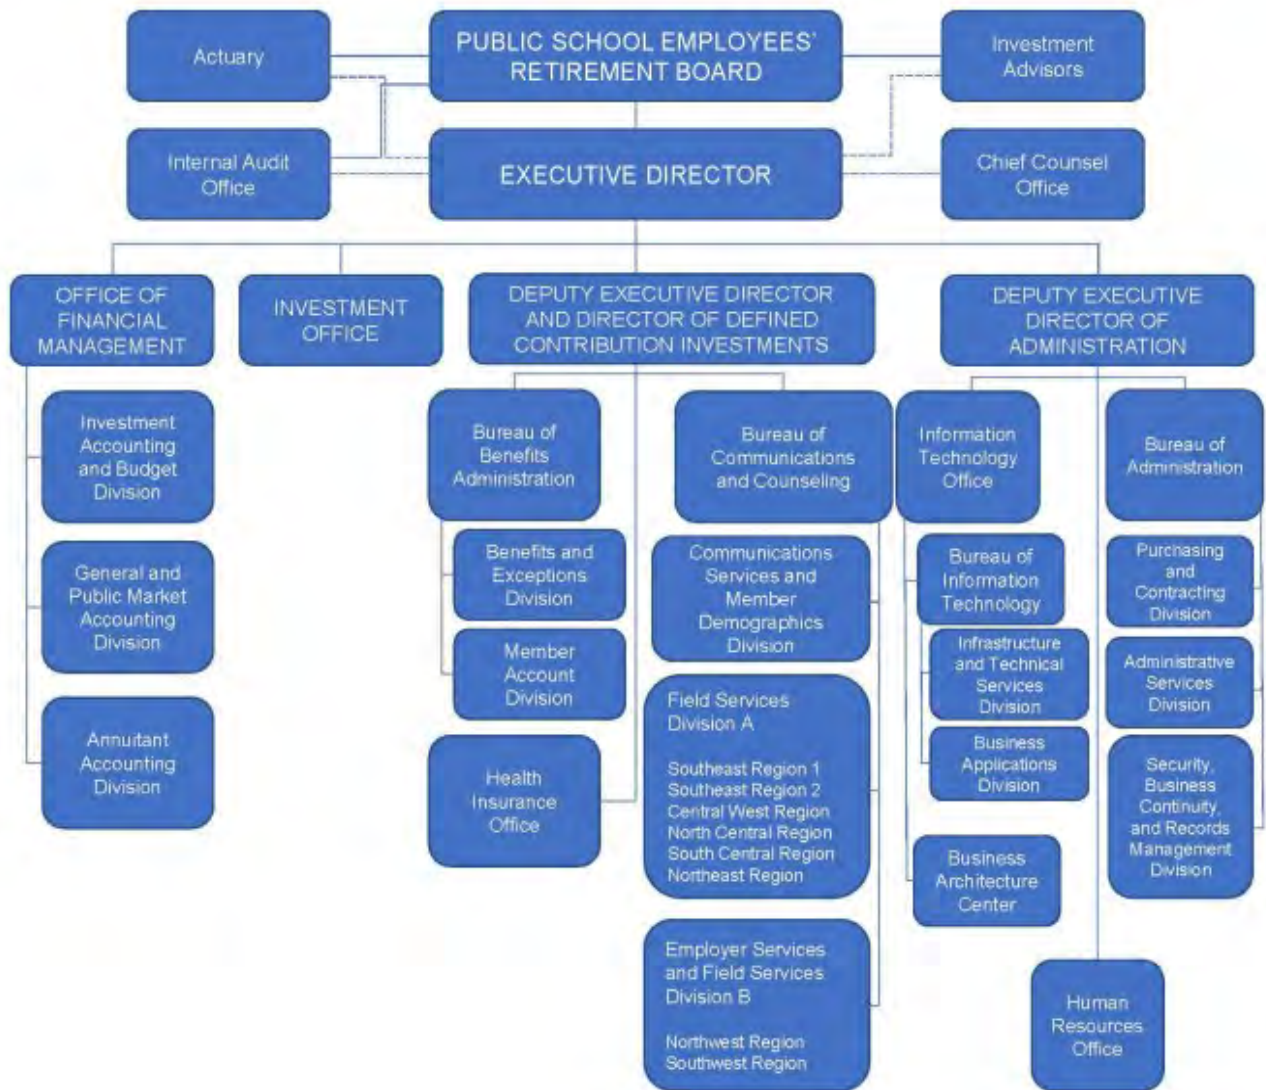 Actuary
PUBLIC SCHOOL EMPLOYEES'
RETIREMENT BOARD
Investment
Advisors
Internal Audit
Office
EXECUTIVE DIRECTOR
Chief Counsel
Office
OFFICE OF
FINANCIAL
MANAGEMENT
INVESTMENT
OFFICE
DEPUTY EXECUTIVE DIRECTOR
AND DIRECTOR OF DEFINED
CONTRIBUTION INVESTMENTS
DEPUTY EXECUTIVE
DIRECTOR OF
ADMINISTRATION
Investment
Accounting
and Budget
Division
General and
Public Market
Accounting
Division
Annuitant
Accounting
Division
Bureau of
Benefits
Administration
Benefits and
Exceptions
Division
Member
Account
Division
Health
Insurance
Office
Bureau of
Communications
and Counseling
Communications
Services and
Member
Demographics
Division
Field Services
Division A
Southeast Region 1
Southeast Region 2
Central West Region
North Central Region
South Central Region
Northeast Region
Employer Services
and Field Services
Division B
Northwest Region
Southwest Region
Information
Technology
Office
Bureau of
Information
Technology
Infrastructure
and Technical
Services
Division
Business
Applications
Division
Business
Architecture
Center
Bureau of
Administration
Purchasing
and
Contracting
Division
Administrative
Services
Division
Security,
Business
Continuity,
and Records
Management
Division
Human
Resources
Office